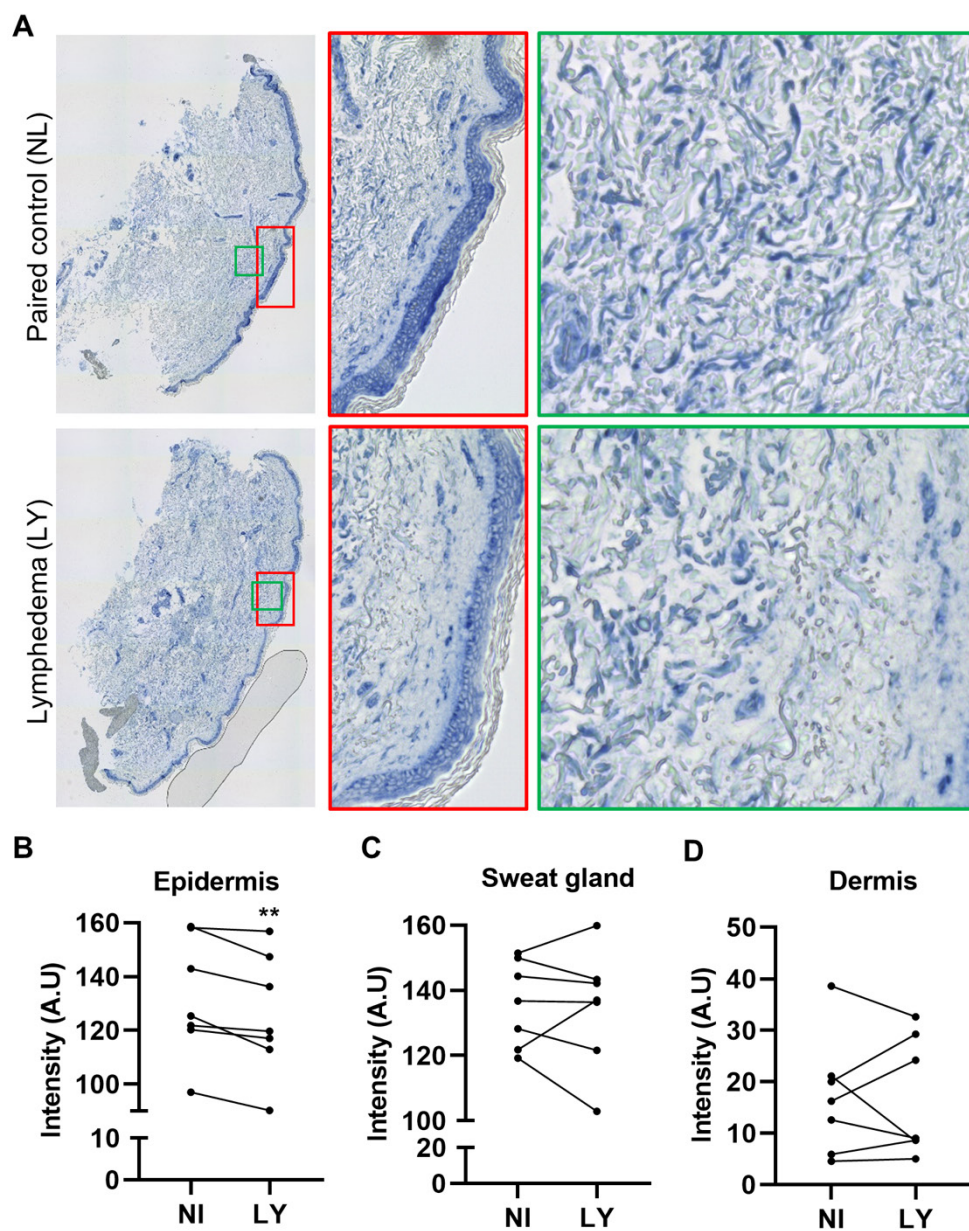 A
Paired control (NL)
Lymphedema (LY)
B
Epidermis
**
Intensity (A.U)
160
140
120
100
10
0
NI LY
C
Sweat gland
Intensity (A.U)
160
140
120
100
20
0
NI LY
D
Dermis
Intensity (A.U)
50
40
30
20
10
0
NI LY